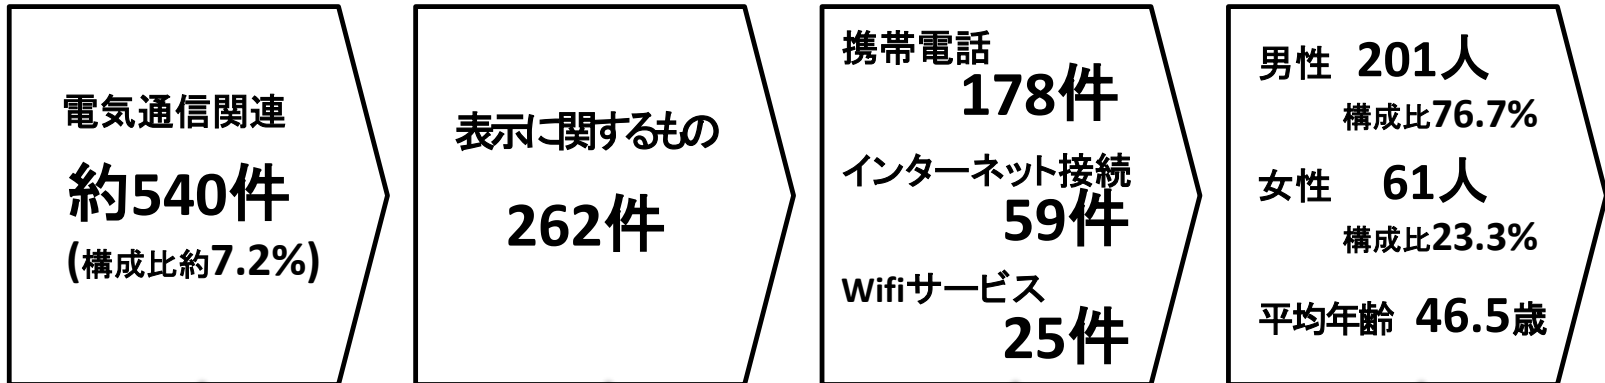 電気通信関連
約540件
(構成比約7.2%)
表示に関するもの
262件
携帯電話
178件
インターネット接続
59件
Wifiサービス
25件
男性 201人
構成比76.7%
女性 61人
構成比23.3%
平均年齢 46.5歳